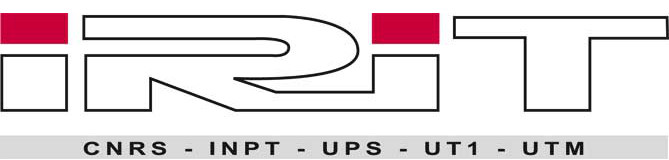 iRiT
CNRS - INPT - UPS - UT1 - UTM